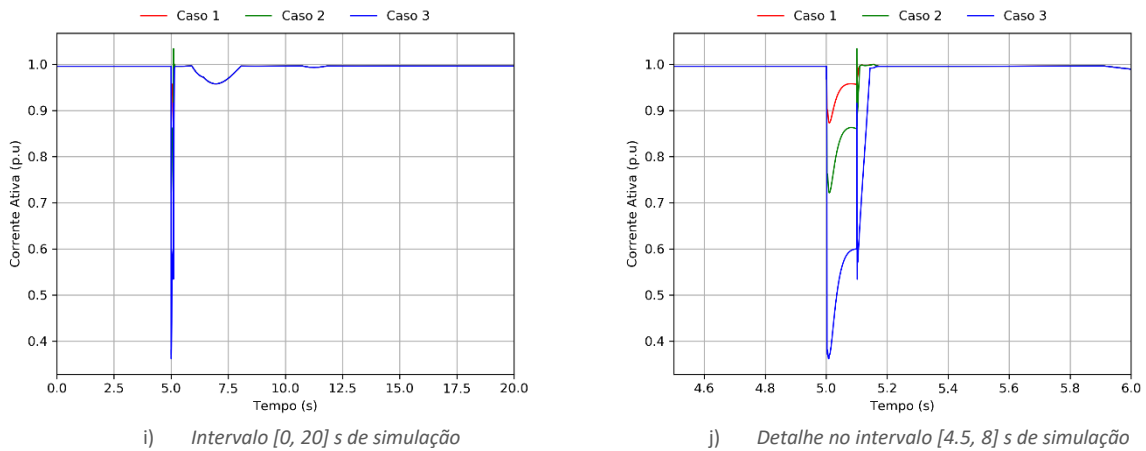 Caso 1 Caso 2 Caso 3
Corrente Ativa (p.u)
1.0
0.9
0.8
0.7
0.6
0.5
0.4
0.0 2.5 5.0 7.5 10.0 12.5 15.0 17.5 20.0
Tempo (s)
i) Intervalo [0, 20] s de simulação
Caso 1 Caso 2 Caso 3
Corrente Ativa (p.u)
1.0
0.9
0.8
0.7
0.6
0.5
0.4
4.6 4.8 5.0 5.2 5.4 5.6 5.8 6.0
Tempo (s)
j) Detalhe no intervalo [4.5, 8] s de simulação